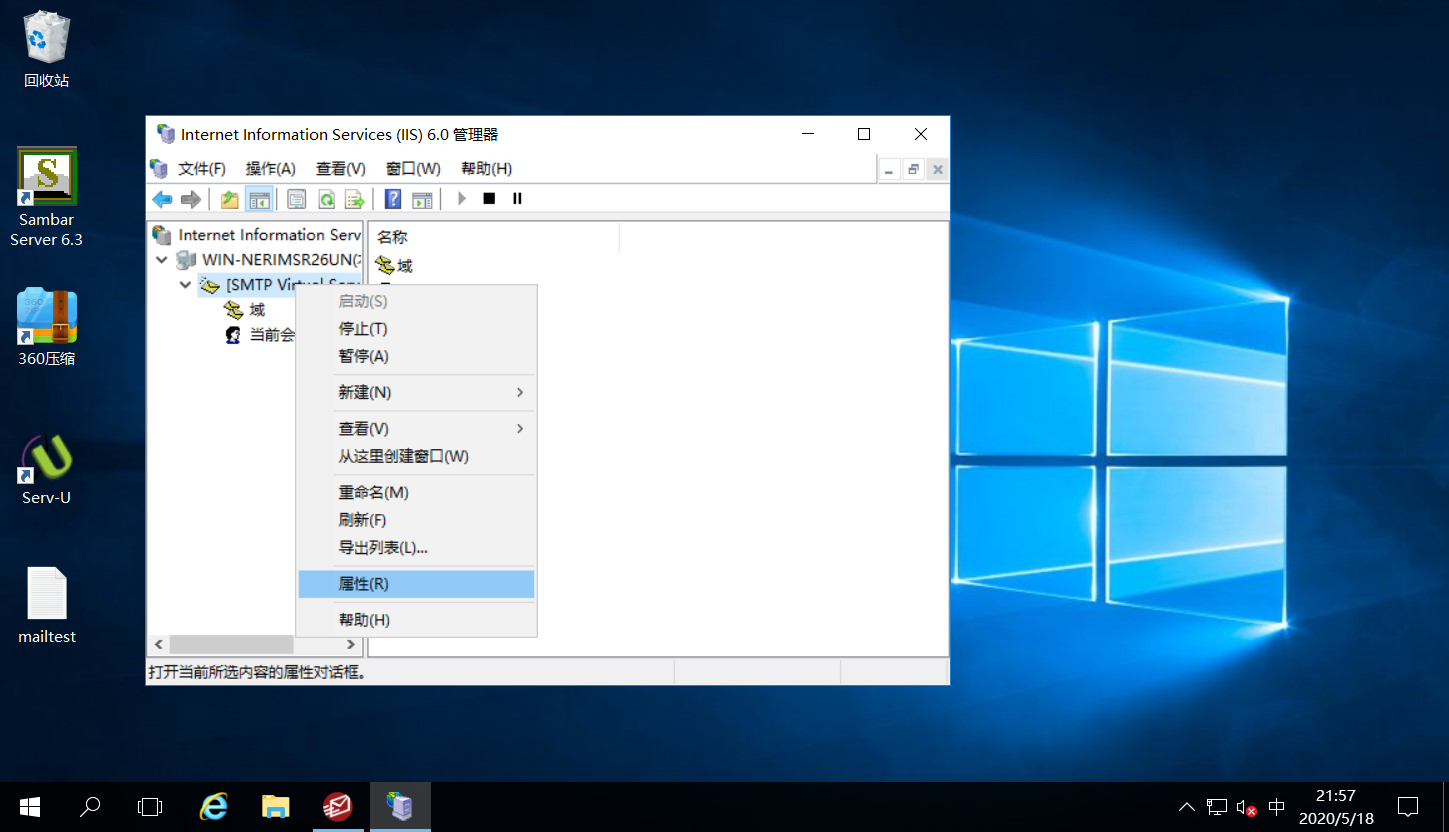 回收站
Sambar
Server 6.3
360压缩
Serv-U
mailtest
Internet Information Services (IIS) 6.0 管理器
文件(F) 操作(A) 查看(V) 窗口(W) 帮助(H)
Internet Information Serv
WIN-NERIMSR26UN(
[SMTP Virtual Serv
域
当前会
名称
域
启动(S)
停止(T)
暂停(A)
新建(N)
查看(V)
从这里创建窗口(W)
重命名(M)
刷新(F)
导出列表(L)...
属性(R)
帮助(H)
打开当前所选内容的属性对话框。
中
21:57
2020/5/18